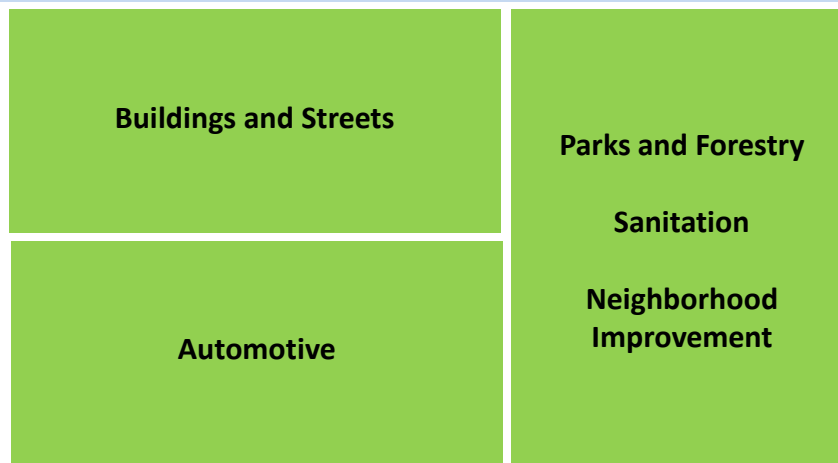 Buildings and Streets
Automotive
Parks and Forestry
Sanitation
Neighborhood
Improvement